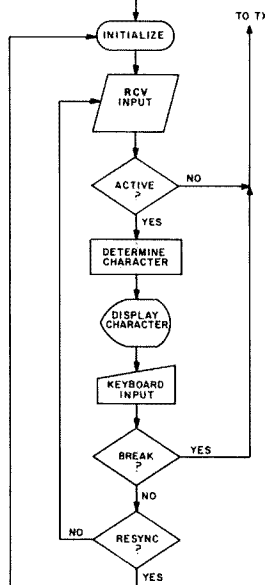 TO TX
INITIALIZE
RCV
INPUT
ACTIVE
?
NO
YES
DETERMINE
CHARACTER
DISPLAY
CHARACTER
KEYBOARD
INPUT
BREAK
?
YES
NO
RESYNC
?
NO
YES